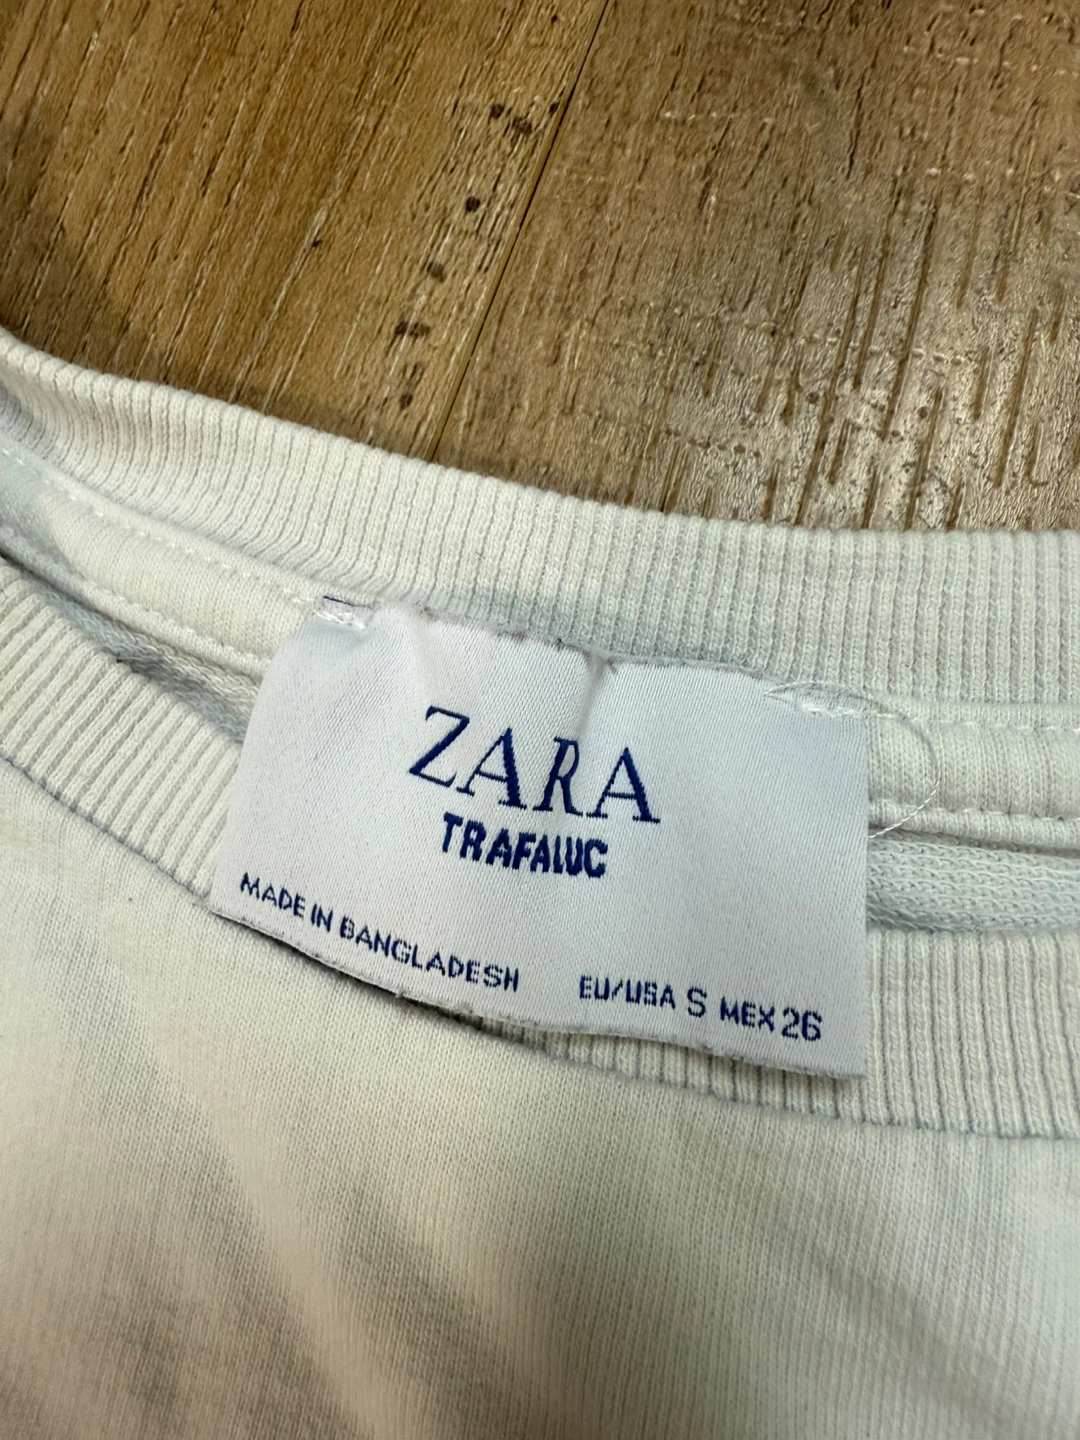 ZARA
TRAFALUC
MADE IN BANGLADESH EU/USA S MEX 26